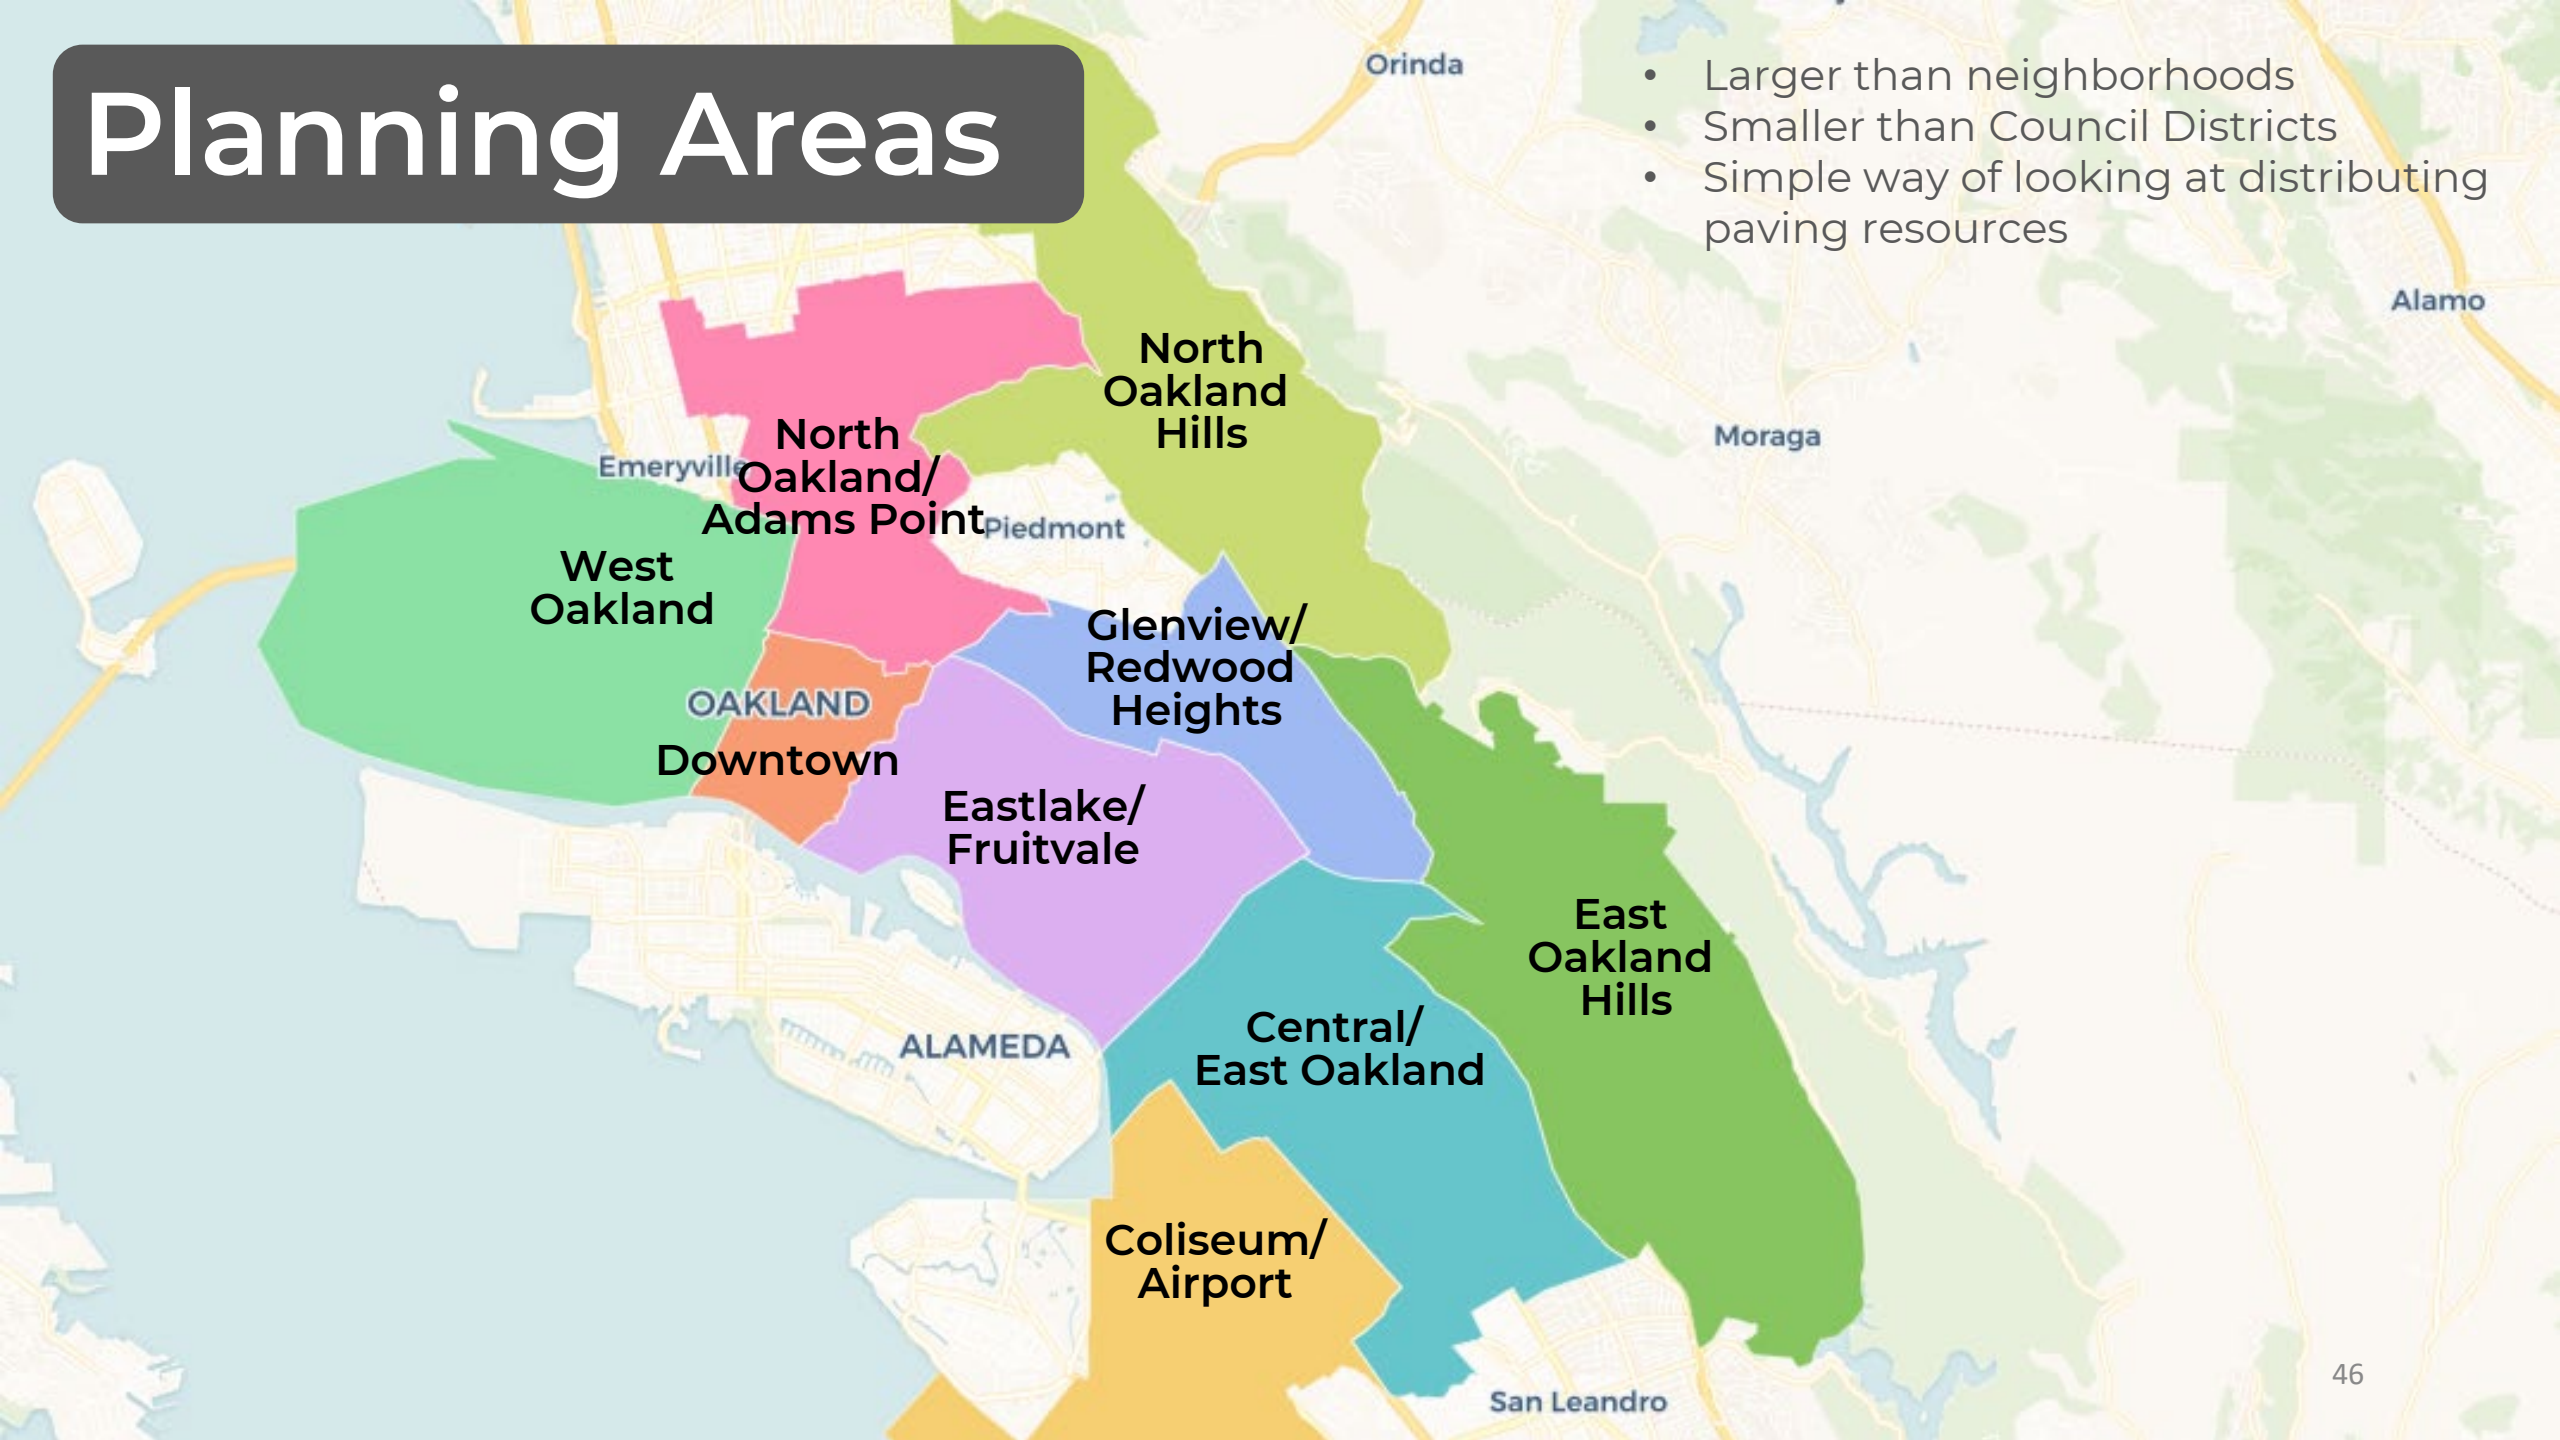 Planning Areas
• Larger than neighborhoods
• Smaller than Council Districts
• Simple way of looking at distributing
paving resources
Orinda
Alamo
Moraga
North
Oakland
Hills
North
Oakland/
Adams Point
Emeryville
Piedmont
West
Oakland
Glenview/
Redwood
Heights
OAKLAND
Downtown
Eastlake/
Fruitvale
East
Oakland
Hills
Central/
East Oakland
ALAMEDA
Coliseum/
Airport
San Leandro
46